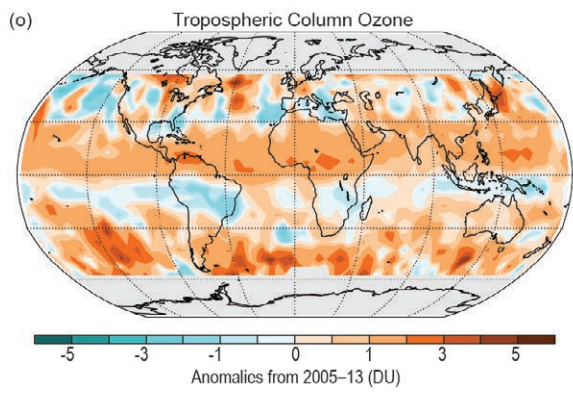 (o)
Tropospheric Column Ozone
-5 -3 -1 0 1 3 5
Anomalies from 2005–13 (DU)